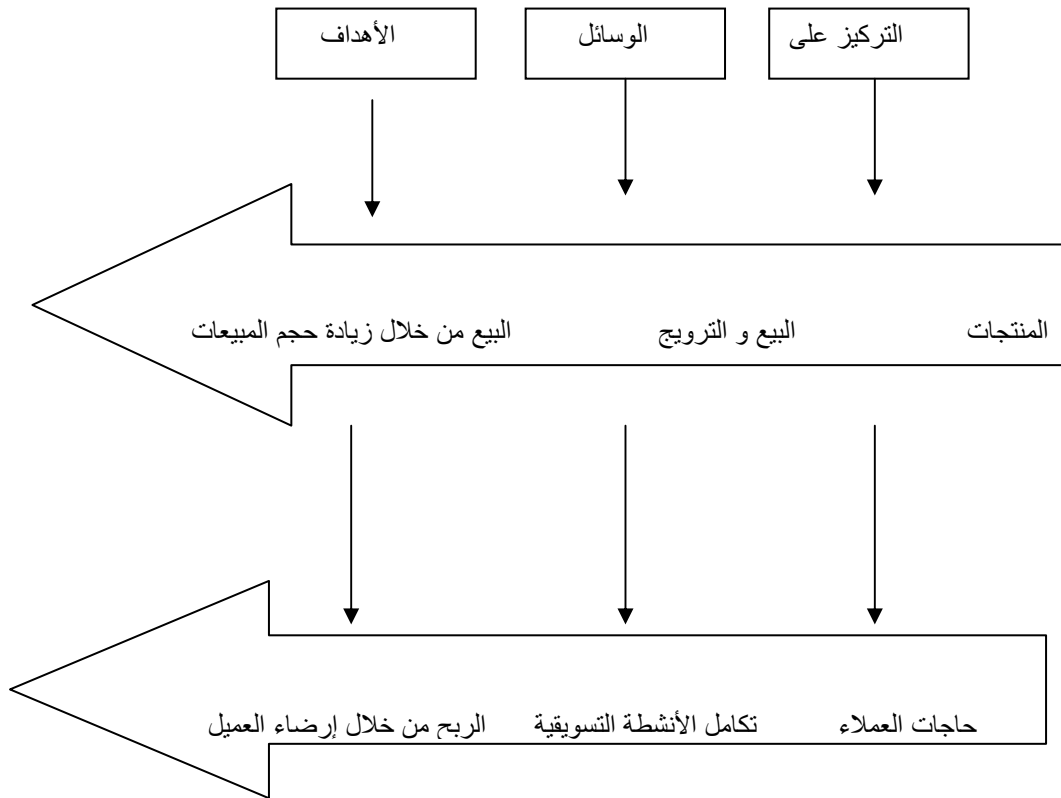 التركيز على
الوسائل
الأهداف
المنتجات
البيع و الترويج
البيع من خلال زيادة حجم المبيعات
حاجات العملاء
تكامل الأنشطة التسويقية
الربح من خلال إرضاء العميل